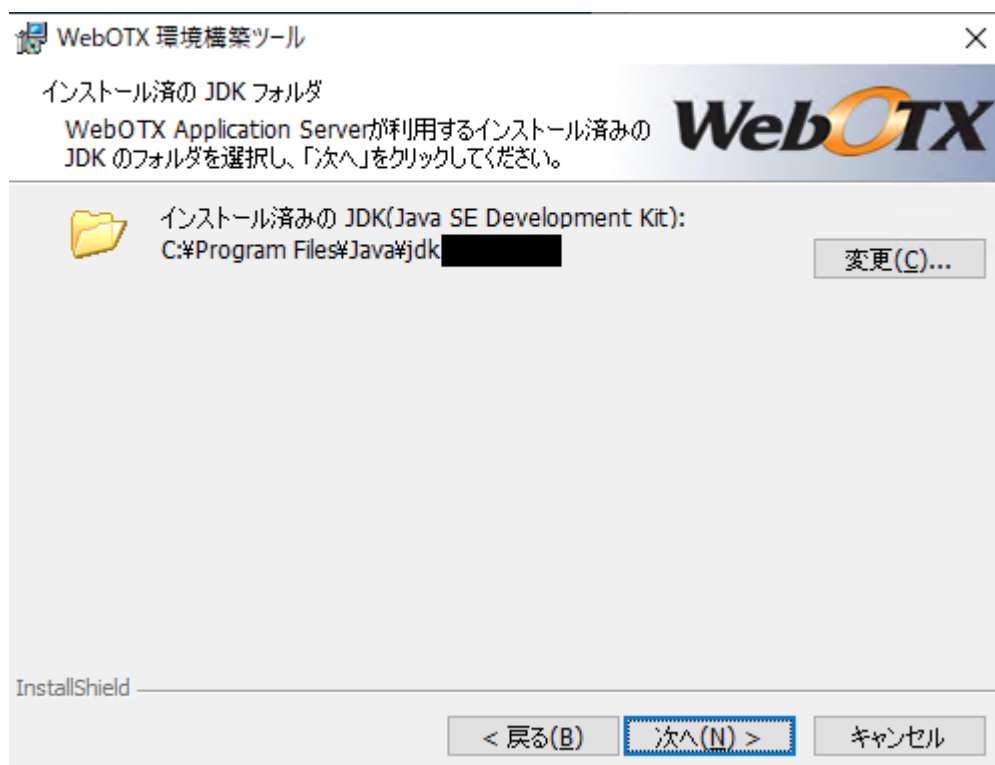 WebOTX 環境構築ツール
インストール済の JDK フォルダ
WebOTX Application Serverが利用するインストール済みの
JDK のフォルダを選択し、「次へ」をクリックしてください。
WebOTX
インストール済みの JDK(Java SE Development Kit):
C:¥Program Files¥Java¥jdk
変更(C)...
InstallShield
< 戻る(B)
次へ(N) >
キャンセル